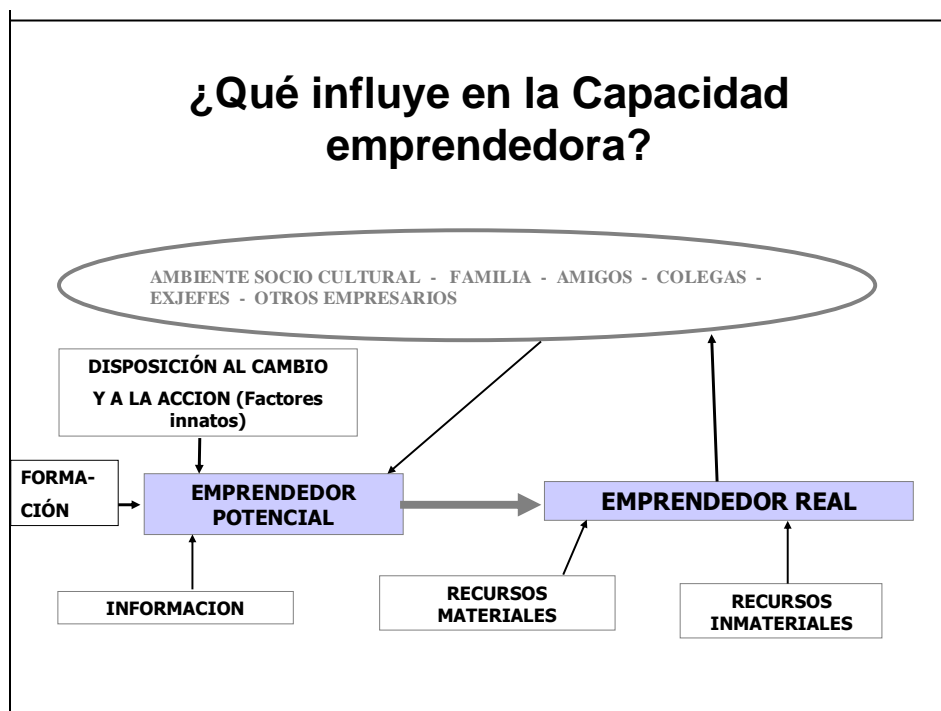 ¿Qué influye en la Capacidad
emprendedora?
AMBIENTE SOCIO CULTURAL - FAMILIA - AMIGOS - COLEGAS -
EXJEFES - OTROS EMPRESARIOS
DISPOSICIÓN AL CAMBIO
Y A LA ACCION (Factores
innatos)
FORMA-
CIÓN
EMPRENDEDOR
POTENCIAL
EMPRENDEDOR REAL
INFORMACION
RECURSOS
MATERIALES
RECURSOS
INMATERIALES